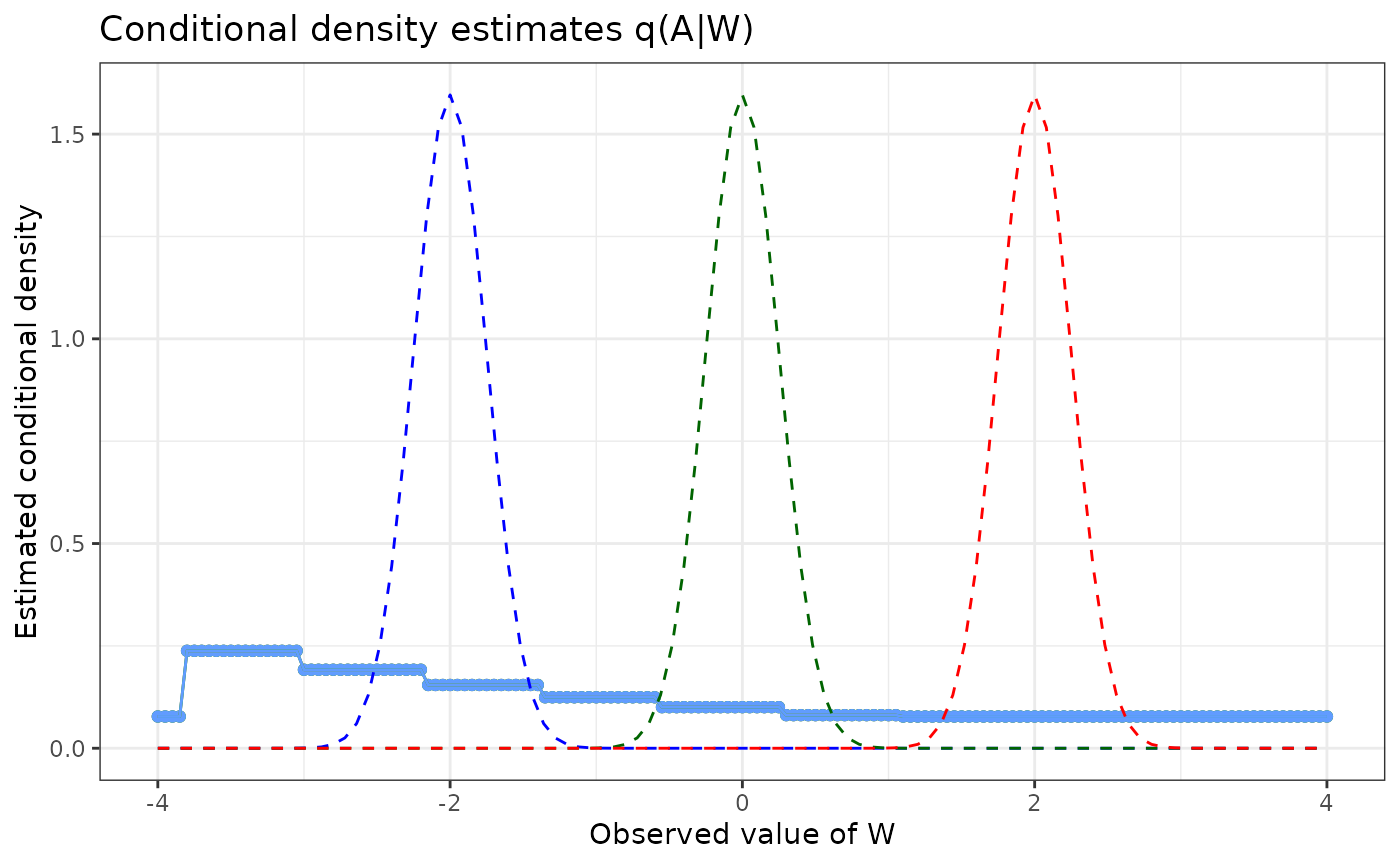 Conditional density estimates q(A|W)
Estimated conditional density
1.5
1.0
0.5
0.0
-4 -2 0 2 4
Observed value of W